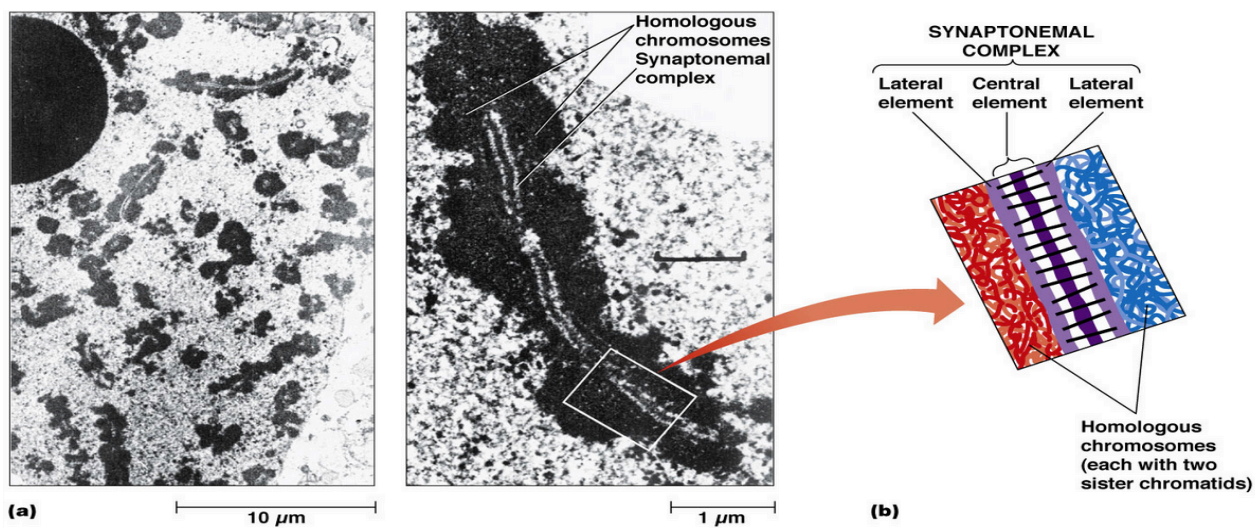 Homologous
chromosomes
Synaptonemal
complex
(a)
10 µm
1 µm
SYNAPTONEMAL
COMPLEX
Lateral
element
Central
element
Lateral
element
Homologous
chromosomes
(each with two
sister chromatids)
(b)